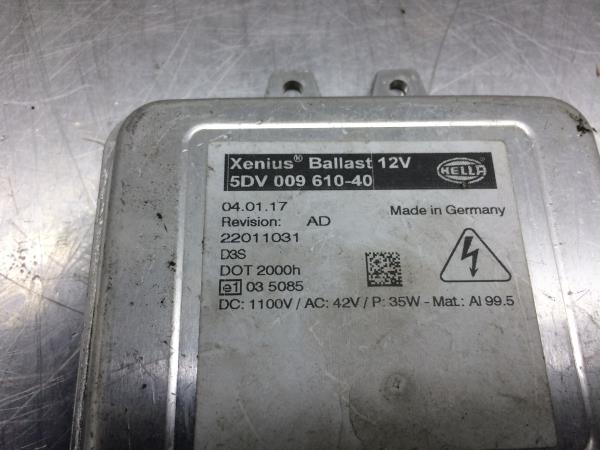 Xenius® Ballast 12V
5DV 009 610-40
HELLA
04.01.17
Made in Germany
Revision: AD
22011031
D3S
DOT 2000h
e1 03 5085
DC: 1100V / AC: 42V / P: 35W - Mat.: Al 99.5